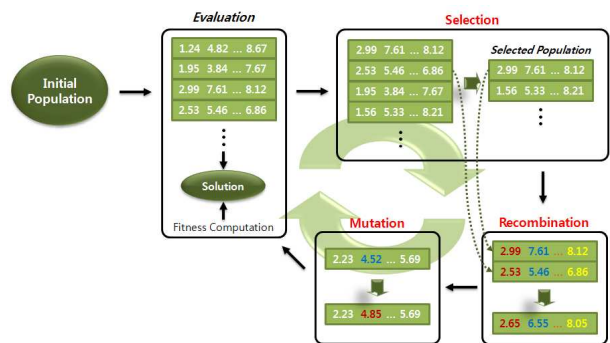 Evaluation
1.24 4.82 ... 8.67
1.95 3.84 ... 7.67
2.99 7.61 ... 8.12
2.53 5.46 ... 6.86
Solution
Fitness Computation
Initial
Population
Selection
2.99 7.61 ... 8.12
2.53 5.46 ... 6.86
1.95 3.84 ... 7.67
1.56 5.33 ... 8.21
Selected Population
2.99 7.61 ... 8.12
1.56 5.33 ... 8.21
Recombination
2.99 7.61 ... 8.12
2.53 5.46 ... 6.86
2.65 6.55 ... 8.05
Mutation
2.23 4.52 ... 5.69
2.23 4.85 ... 5.69